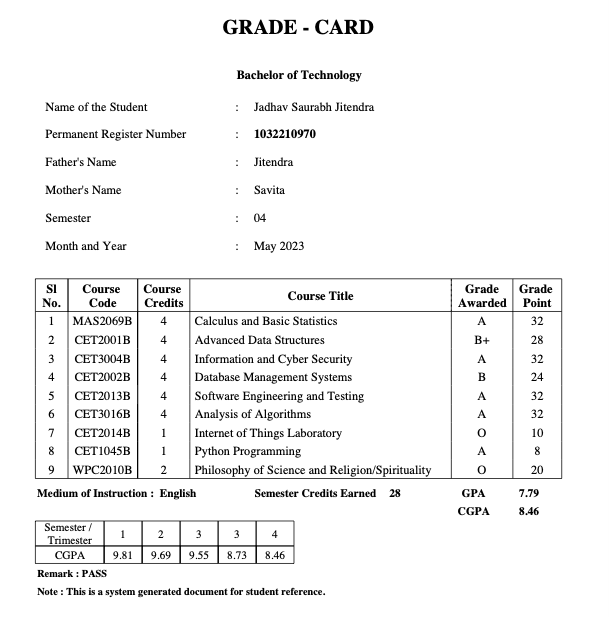 GRADE - CARD
Bachelor of Technology
Name of the Student : Jadhav Saurabh Jitendra
Permanent Register Number : 1032210970
Father's Name : Jitendra
Mother's Name : Savita
Semester : 04
Month and Year : May 2023
Sl No. Course Code Course Credits Course Title Grade Awarded Grade Point
1 MAS2069B 4 Calculus and Basic Statistics A 32
2 CET2001B 4 Advanced Data Structures B+ 28
3 CET3004B 4 Information and Cyber Security A 32
4 CET2002B 4 Database Management Systems B 24
5 CET2013B 4 Software Engineering and Testing A 32
6 CET3016B 4 Analysis of Algorithms A 32
7 CET2014B 1 Internet of Things Laboratory O 10
8 CET1045B 1 Python Programming A 8
9 WPC2010B 2 Philosophy of Science and Religion/Spirituality O 20
Medium of Instruction : English Semester Credits Earned 28 GPA 7.79
CGPA 8.46
Semester / Trimester 1 2 3 3 4
CGPA 9.81 9.69 9.55 8.73 8.46
Remark : PASS
Note : This is a system generated document for student reference.